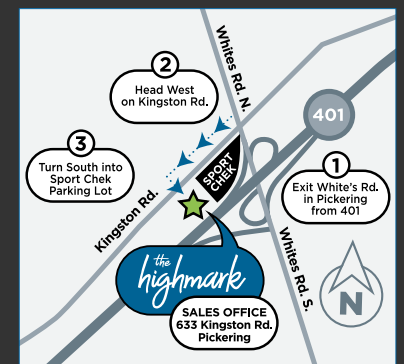 Whites Rd. N.
2
Head West
on Kingston Rd.
401
3
Turn South into
Sport Chek
Parking Lot
SPORT
CHEK
1
Exit White's Rd.
in Pickering
from 401
Kingston Rd.
Whites Rd. S.
the
highmark
N
SALES OFFICE
633 Kingston Rd.
Pickering